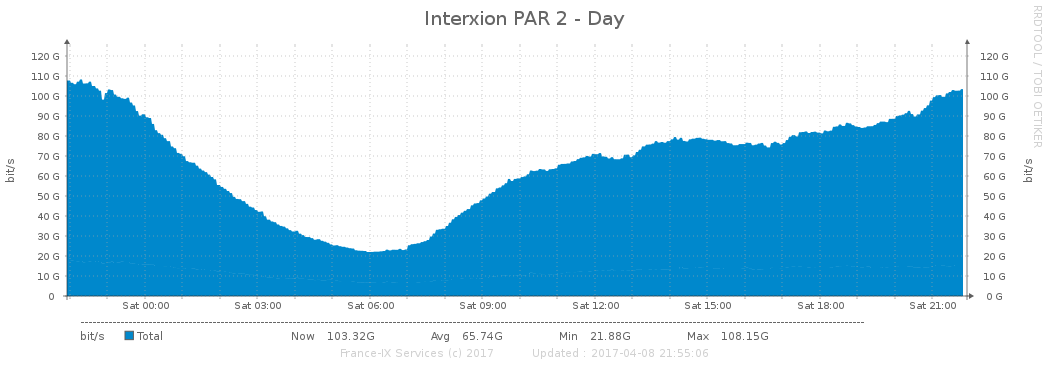 Interxion PAR 2 - Day
RRDTOOL / TOBI OETIKER
120 G 120 G
110 G 110 G
100 G 100 G
90 G 90 G
80 G 80 G
70 G 70 G
60 G 60 G
50 G 50 G
40 G 40 G
30 G 30 G
20 G 20 G
10 G 10 G
0 0 G
bit/s bit/s
Sat 00:00 Sat 03:00 Sat 06:00 Sat 09:00 Sat 12:00 Sat 15:00 Sat 18:00 Sat 21:00
bit/s Total Now 103.32G Avg 65.74G Min 21.88G Max 108.15G
France-IX Services (c) 2017 Updated : 2017-04-08 21:55:06